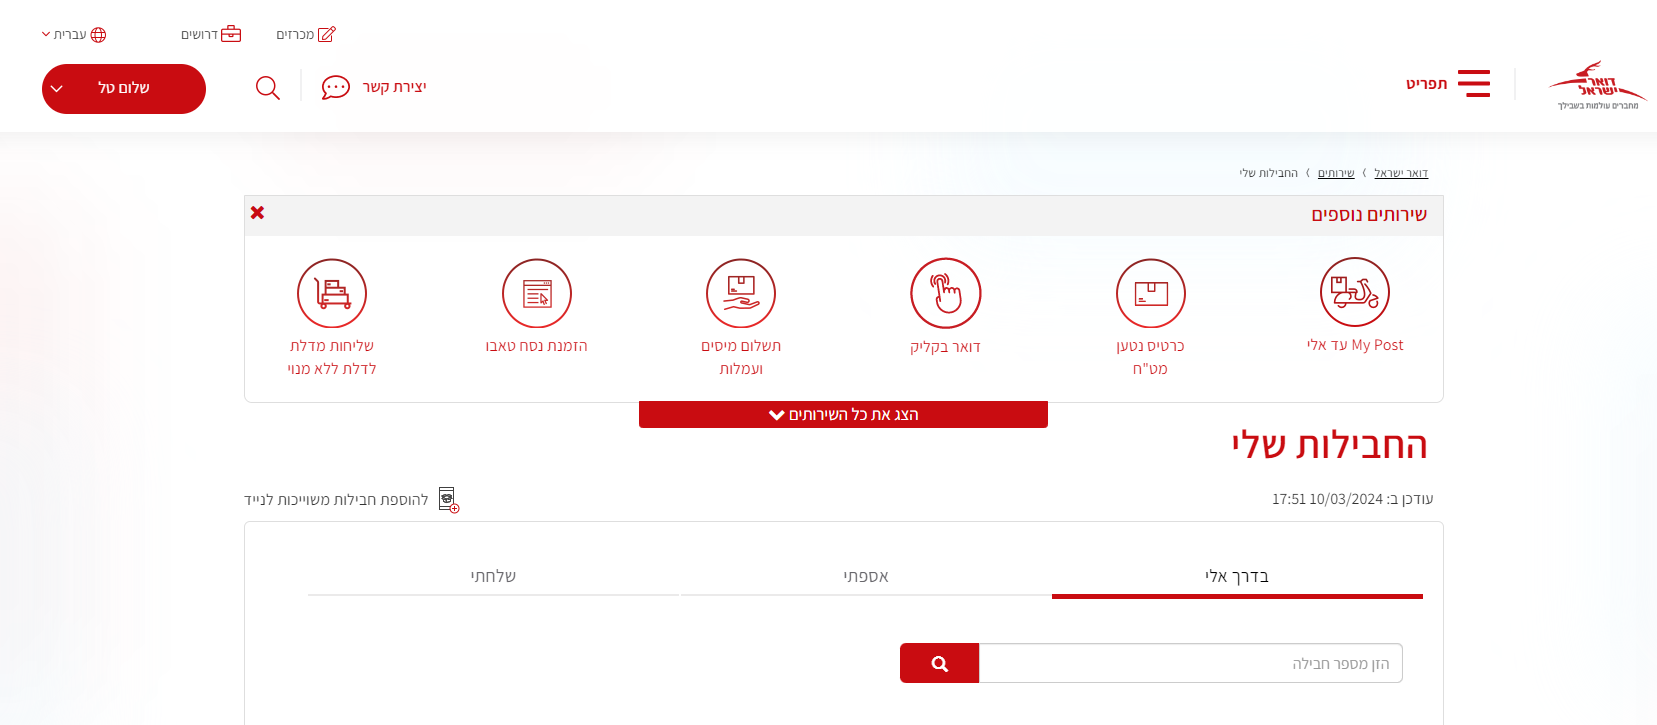 מכרזים
דרושים
עברית
דואר
ישראל
מחברים עולמות בשבילך
תפריט
יצירת קשר
שלום טל
דואר ישראל ⟩ שירותים ⟩ החבילות שלי
שירותים נוספים
My Post עד אלי
כרטיס נטען
מט"ח
דואר בקליק
תשלום מיסים
ועמלות
הזמנת נסח טאבו
שליחות מדלת
לדלת ללא מנוי
הצג את כל השירותים
החבילות שלי
עודכן ב: 10/03/2024 17:51
להוספת חבילות משוייכות לנייד
בדרך אלי
אספתי
שלחתי
הזן מספר חבילה